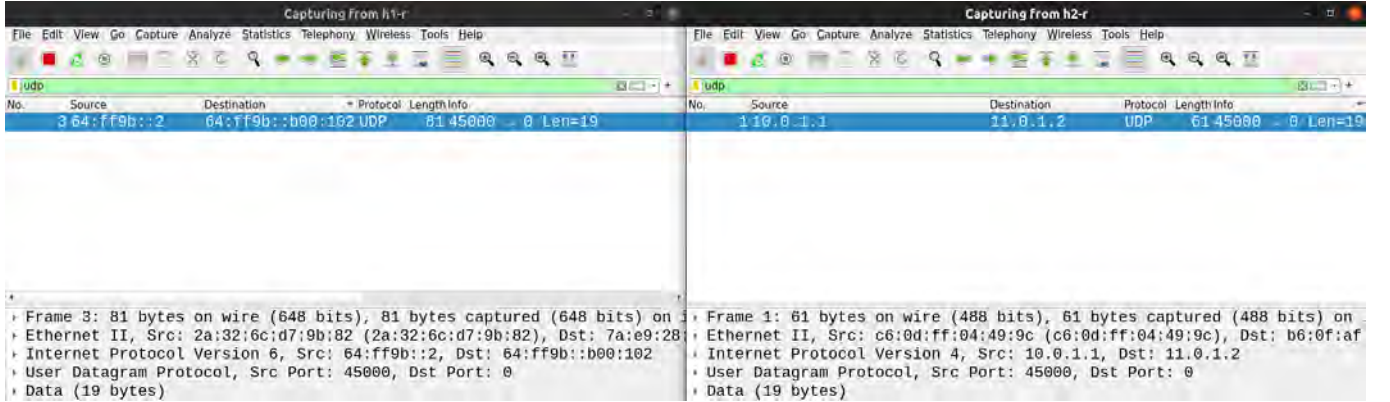 Capturing from h1-r
File Edit View Go Capture Analyze Statistics Telephony Wireless Tools Help
udp
No. Source Destination Protocol Length Info
3 64:ff9b::2 64:ff9b::b00:102 UDP 81 45000 → 0 Len=19
Frame 3: 81 bytes on wire (648 bits), 81 bytes captured (648 bits) on i
Ethernet II, Src: 2a:32:6c:d7:9b:82 (2a:32:6c:d7:9b:82), Dst: 7a:e9:28:
Internet Protocol Version 6, Src: 64:ff9b::2, Dst: 64:ff9b::b00:102
User Datagram Protocol, Src Port: 45000, Dst Port: 0
Data (19 bytes)
Capturing from h2-r
File Edit View Go Capture Analyze Statistics Telephony Wireless Tools Help
udp
No. Source Destination Protocol Length Info
1 10.0.1.1 11.0.1.2 UDP 61 45000 → 0 Len=19
Frame 1: 61 bytes on wire (488 bits), 61 bytes captured (488 bits) on
Ethernet II, Src: c6:0d:ff:04:49:9c (c6:0d:ff:04:49:9c), Dst: b6:0f:af
Internet Protocol Version 4, Src: 10.0.1.1, Dst: 11.0.1.2
User Datagram Protocol, Src Port: 45000, Dst Port: 0
Data (19 bytes)